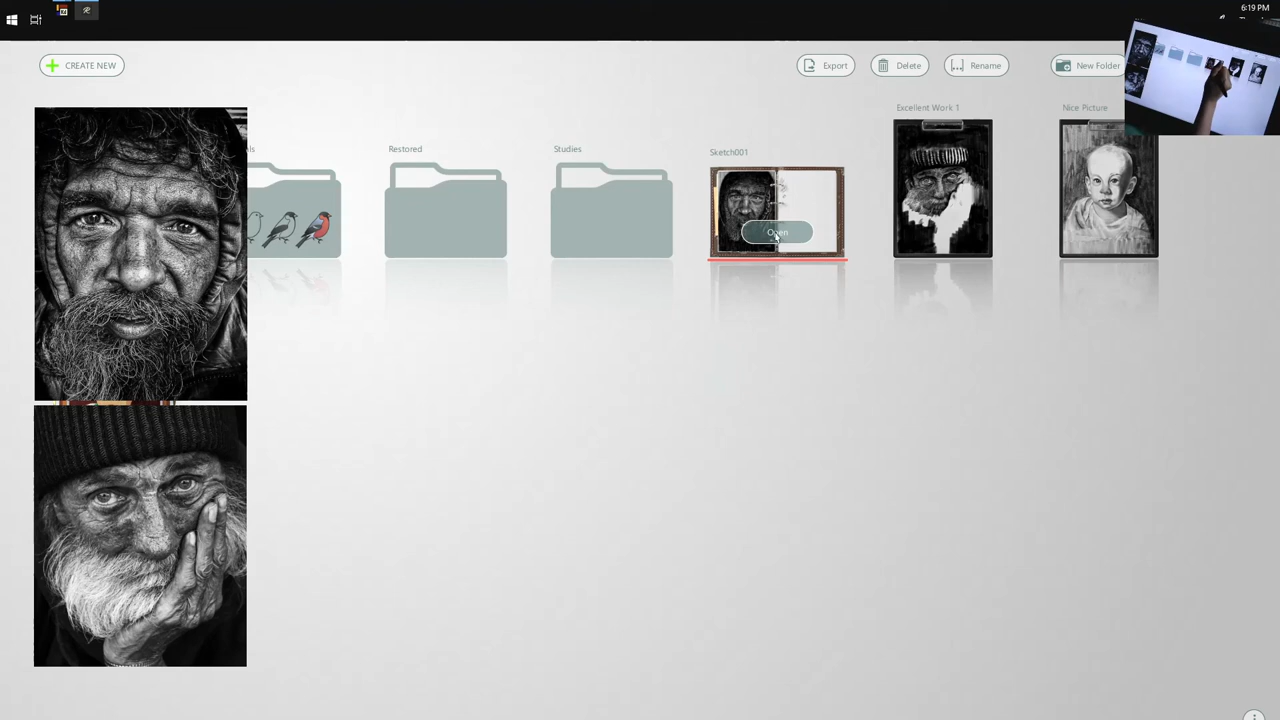 6:19 PM
CREATE NEW
Export
Delete
Rename
New Folder
Restored
Studies
Sketch001
Open
Excellent Work 1
Nice Picture